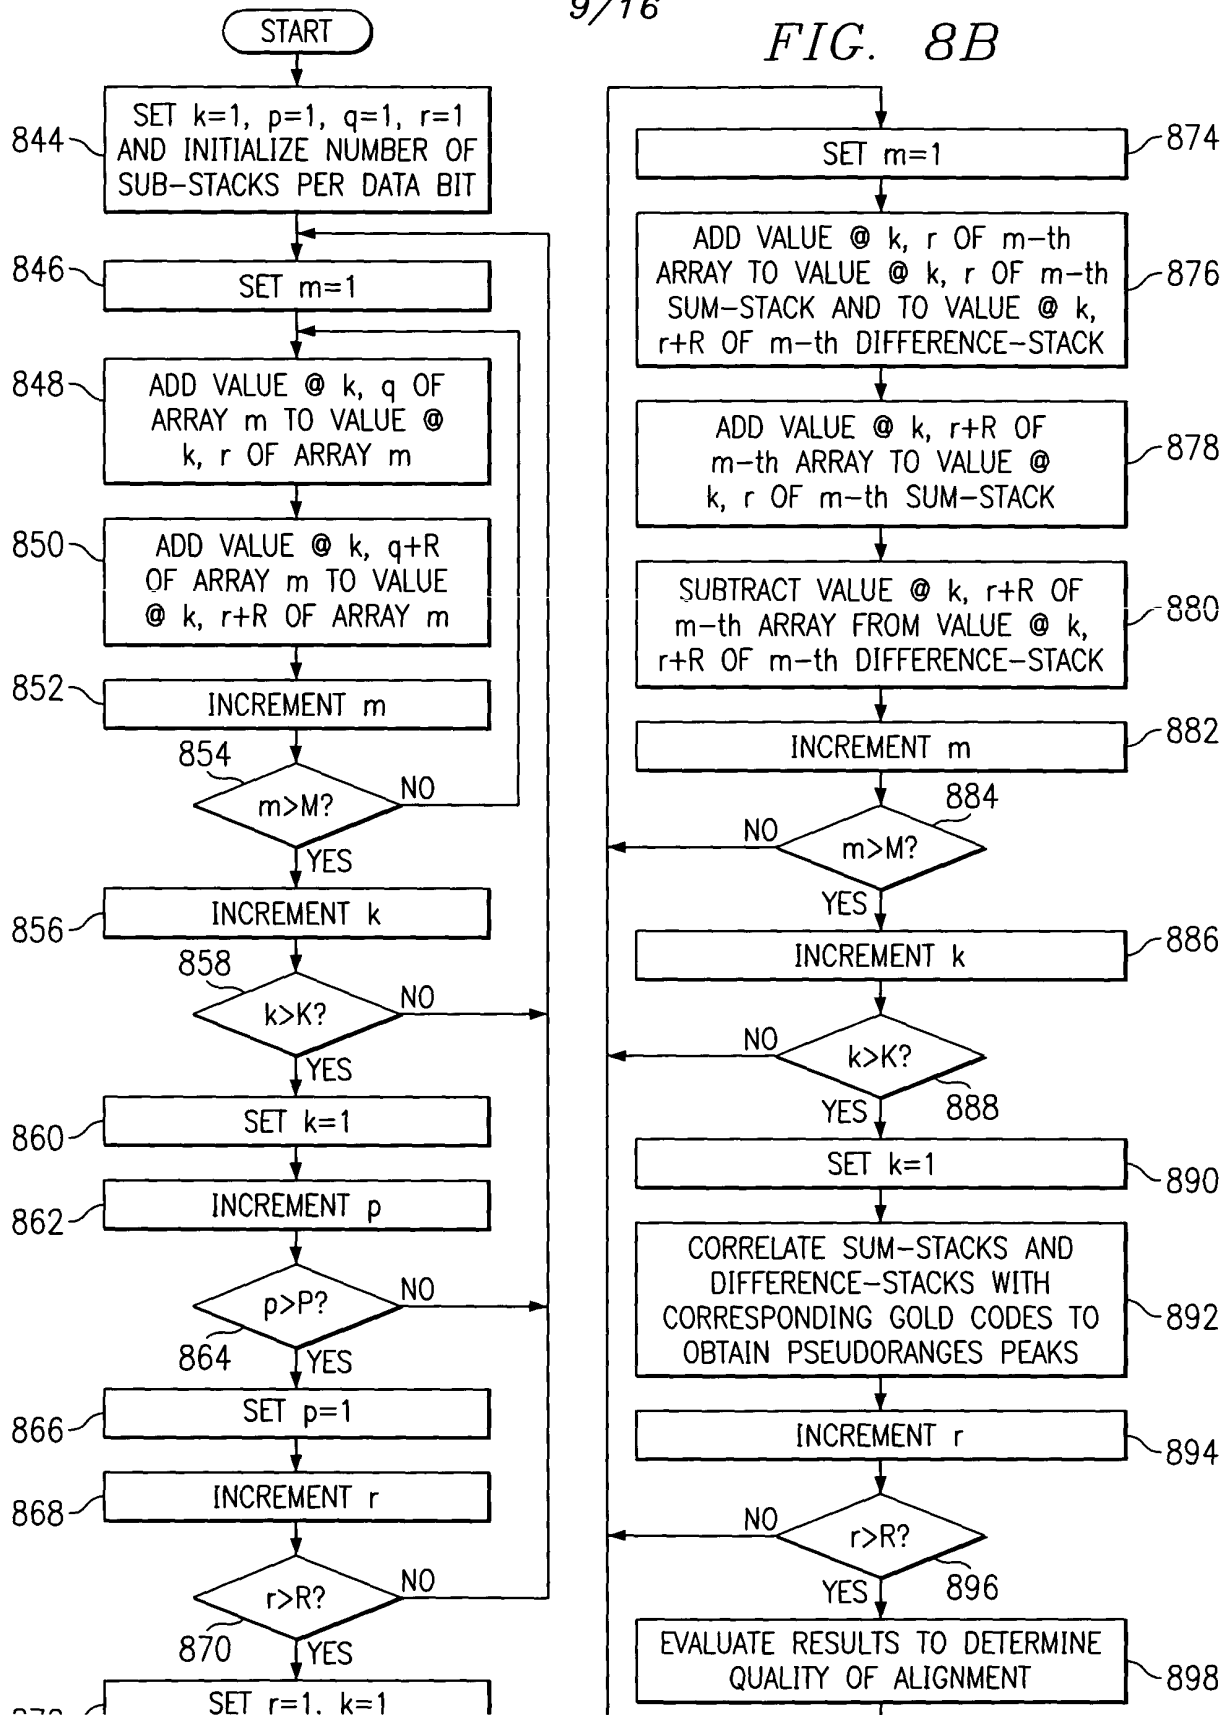 9/16
FIG. 8B
START
844
SET k=1, p=1, q=1, r=1
AND INITIALIZE NUMBER OF
SUB-STACKS PER DATA BIT
846
SET m=1
848
ADD VALUE @ k, q OF
ARRAY m TO VALUE @
k, r OF ARRAY m
850
ADD VALUE @ k, q+R
OF ARRAY m TO VALUE
@ k, r+R OF ARRAY m
852
INCREMENT m
854
m>M?
NO
YES
856
INCREMENT k
858
k>K?
NO
YES
860
SET k=1
862
INCREMENT p
p>P?
NO
864
YES
866
SET p=1
868
INCREMENT r
r>R?
NO
870
YES
SET r=1, k=1
874
SET m=1
ADD VALUE @ k, r OF m-th
ARRAY TO VALUE @ k, r OF m-th
SUM-STACK AND TO VALUE @ k,
r+R OF m-th DIFFERENCE-STACK
876
ADD VALUE @ k, r+R OF
m-th ARRAY TO VALUE @
k, r OF m-th SUM-STACK
878
SUBTRACT VALUE @ k, r+R OF
m-th ARRAY FROM VALUE @ k,
r+R OF m-th DIFFERENCE-STACK
880
INCREMENT m
882
884
m>M?
NO
YES
INCREMENT k
886
k>K?
NO
888
YES
SET k=1
890
CORRELATE SUM-STACKS AND
DIFFERENCE-STACKS WITH
CORRESPONDING GOLD CODES TO
OBTAIN PSEUDORANGES PEAKS
892
INCREMENT r
894
r>R?
NO
896
YES
EVALUATE RESULTS TO DETERMINE
QUALITY OF ALIGNMENT
898